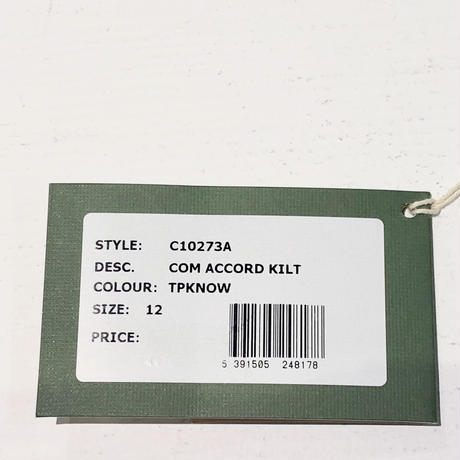 STYLE: C10273A
DESC. COM ACCORD KILT
COLOUR: TPKNOW
SIZE: 12
PRICE:
5 391505 248178